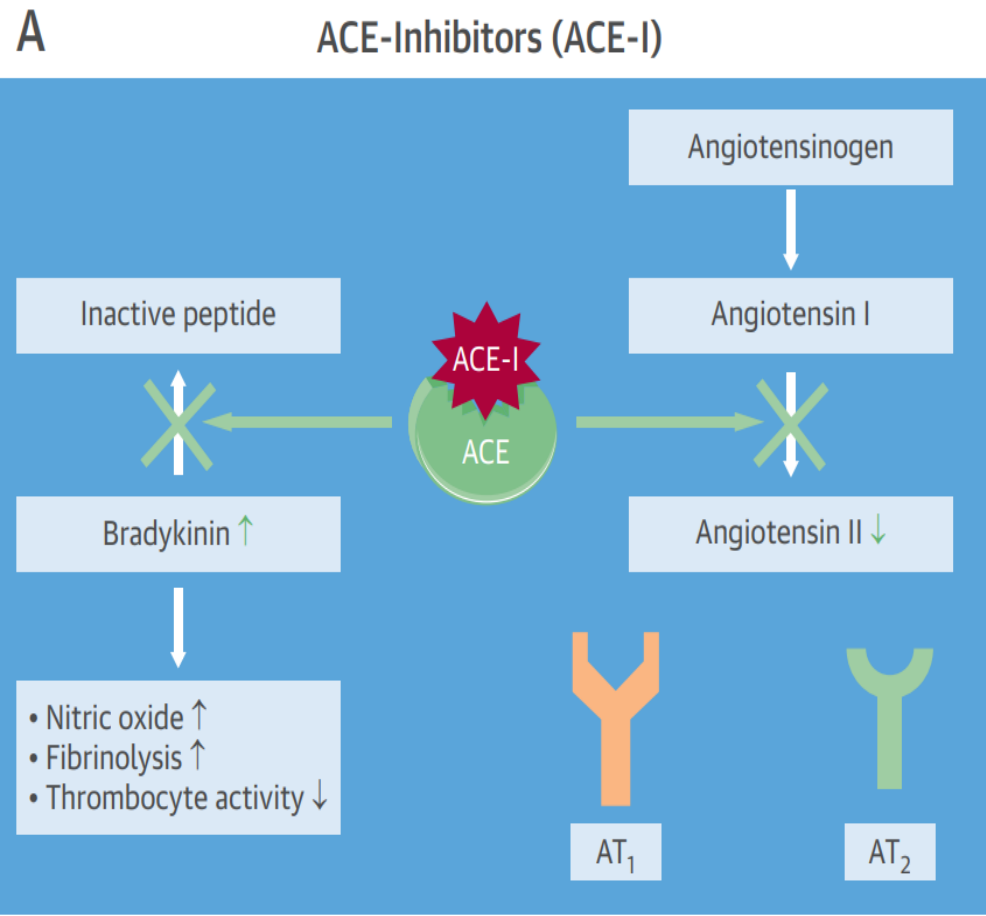 A
ACE-Inhibitors (ACE-I)
Angiotensinogen
Inactive peptide
Angiotensin I
ACE-I
ACE
Bradykinin ↑
Angiotensin II ↓
• Nitric oxide ↑
• Fibrinolysis ↑
• Thrombocyte activity ↓
AT₁
AT₂